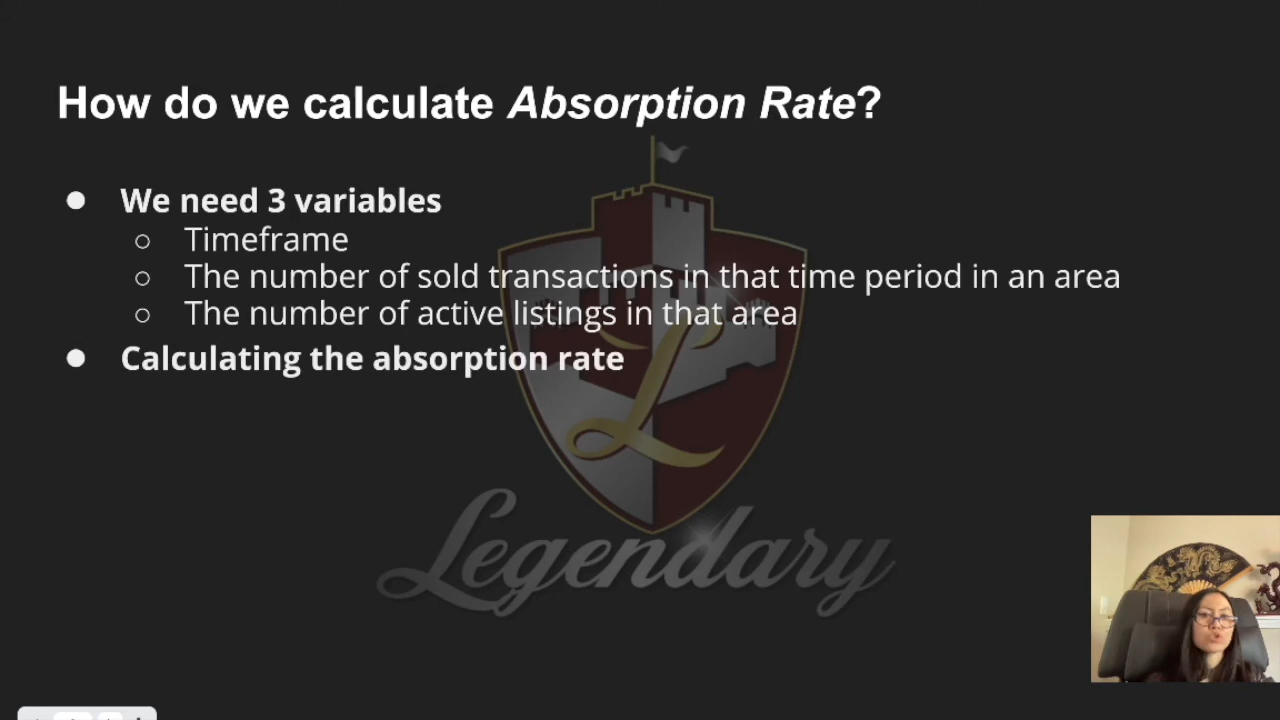 How do we calculate Absorption Rate?
● We need 3 variables
○ Timeframe
○ The number of sold transactions in that time period in an area
○ The number of active listings in that area
● Calculating the absorption rate
L
Legendary